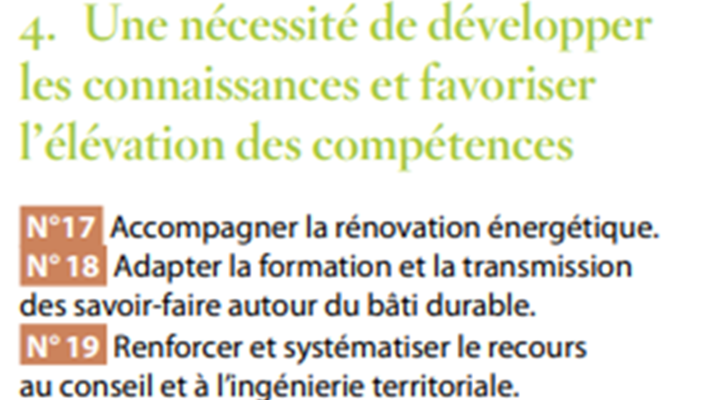 4. Une nécessité de développer
les connaissances et favoriser
l'élévation des compétences
N°17 Accompagner la rénovation énergétique.
N° 18 Adapter la formation et la transmission
des savoir-faire autour du bâti durable.
N° 19 Renforcer et systématiser le recours
au conseil et à l'ingénierie territoriale.